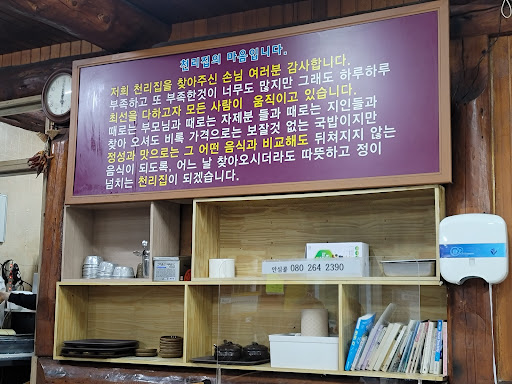 천리집의 마음입니다.
저희 천리집을 찾아주신 손님 여러분 감사합니다.
부족하고 또 부족한것이 너무도 많지만 그래도 하루하루
최선을 다하고자 모든 사람이 움직이고 있습니다.
때로는 부모님과 때로는 자제분 들과 때로는 지인들과
찾아 오셔도 비록 가격으로는 보잘것 없는 국밥이지만
정성과 맛으로는 그 어떤 음식과 비교해도 뒤쳐지지 않는
음식이 되도록, 어느 날 찾아오시더라도 따뜻하고 정이
넘치는 천리집이 되겠습니다.
안심콜 080 264 2390